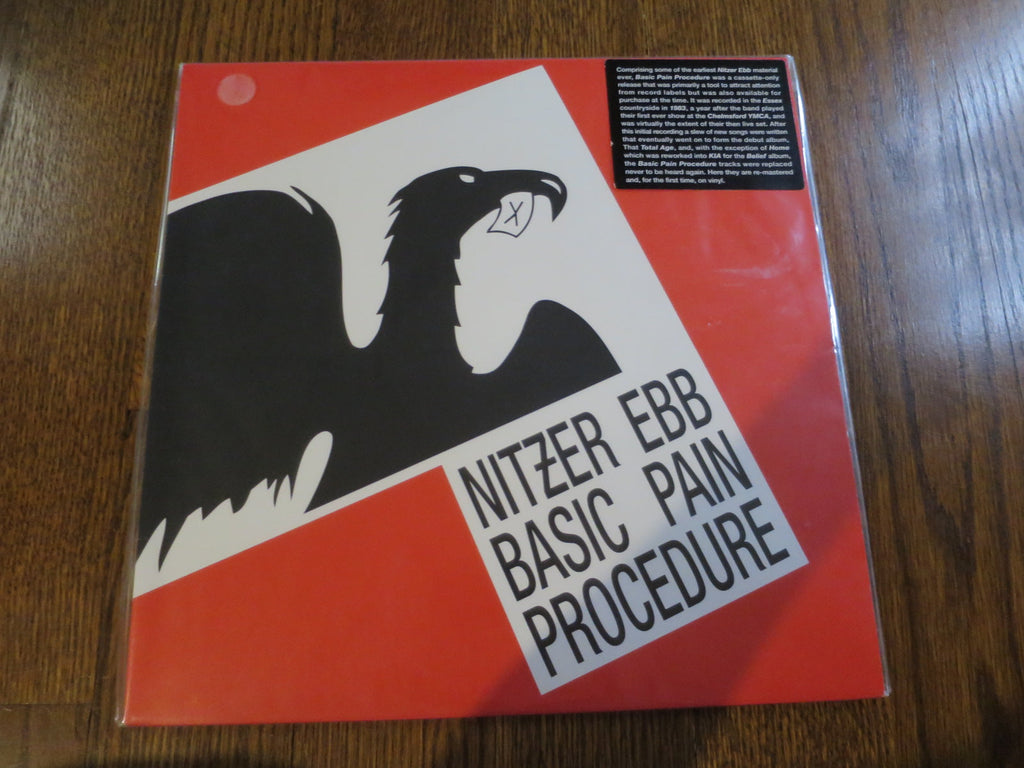 Comprising some of the earliest Nitzer Ebb material
ever, Basic Pain Procedure was a cassette-only
release that was primarily a tool to attract attention
from record labels but was also available for
purchase at the time. It was recorded in the Essex
countryside in 1983, a year after the band played
their first ever show at the Chelmsford YMCA, and
was virtually the extent of their then live set. After
this initial recording a slew of new songs were written
that eventually went on to form the debut album,
That Total Age, and, with the exception of Home
which was reworked into KIA for the Belief album,
the Basic Pain Procedure tracks were replaced
never to be heard again. Here they are re-mastered
and, for the first time, on vinyl.
X
NITZER EBB
BASIC PAIN
PROCEDURE